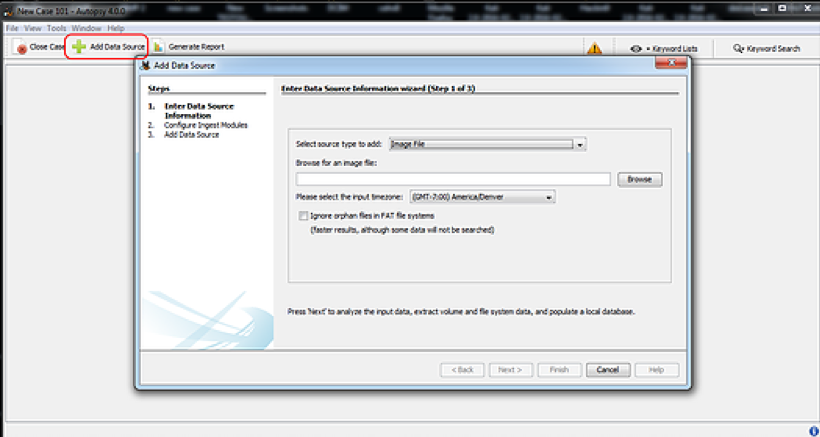 New Case 101 - Autopsy 4.0.0
File View Tools Window Help
Close Case Add Data Source Generate Report Keyword Lists Keyword Search
Add Data Source
Steps
1. Enter Data Source Information
2. Configure Ingest Modules
3. Add Data Source
Enter Data Source Information wizard (Step 1 of 3)
Select source type to add: Image File
Browse for an image file:
Browse
Please select the input timezone: (GMT-7:00) America/Denver
Ignore orphan files in FAT file systems
(faster results, although some data will not be searched)
Press 'Next' to analyze the input data, extract volume and file system data, and populate a local database.
< Back Next > Finish Cancel Help